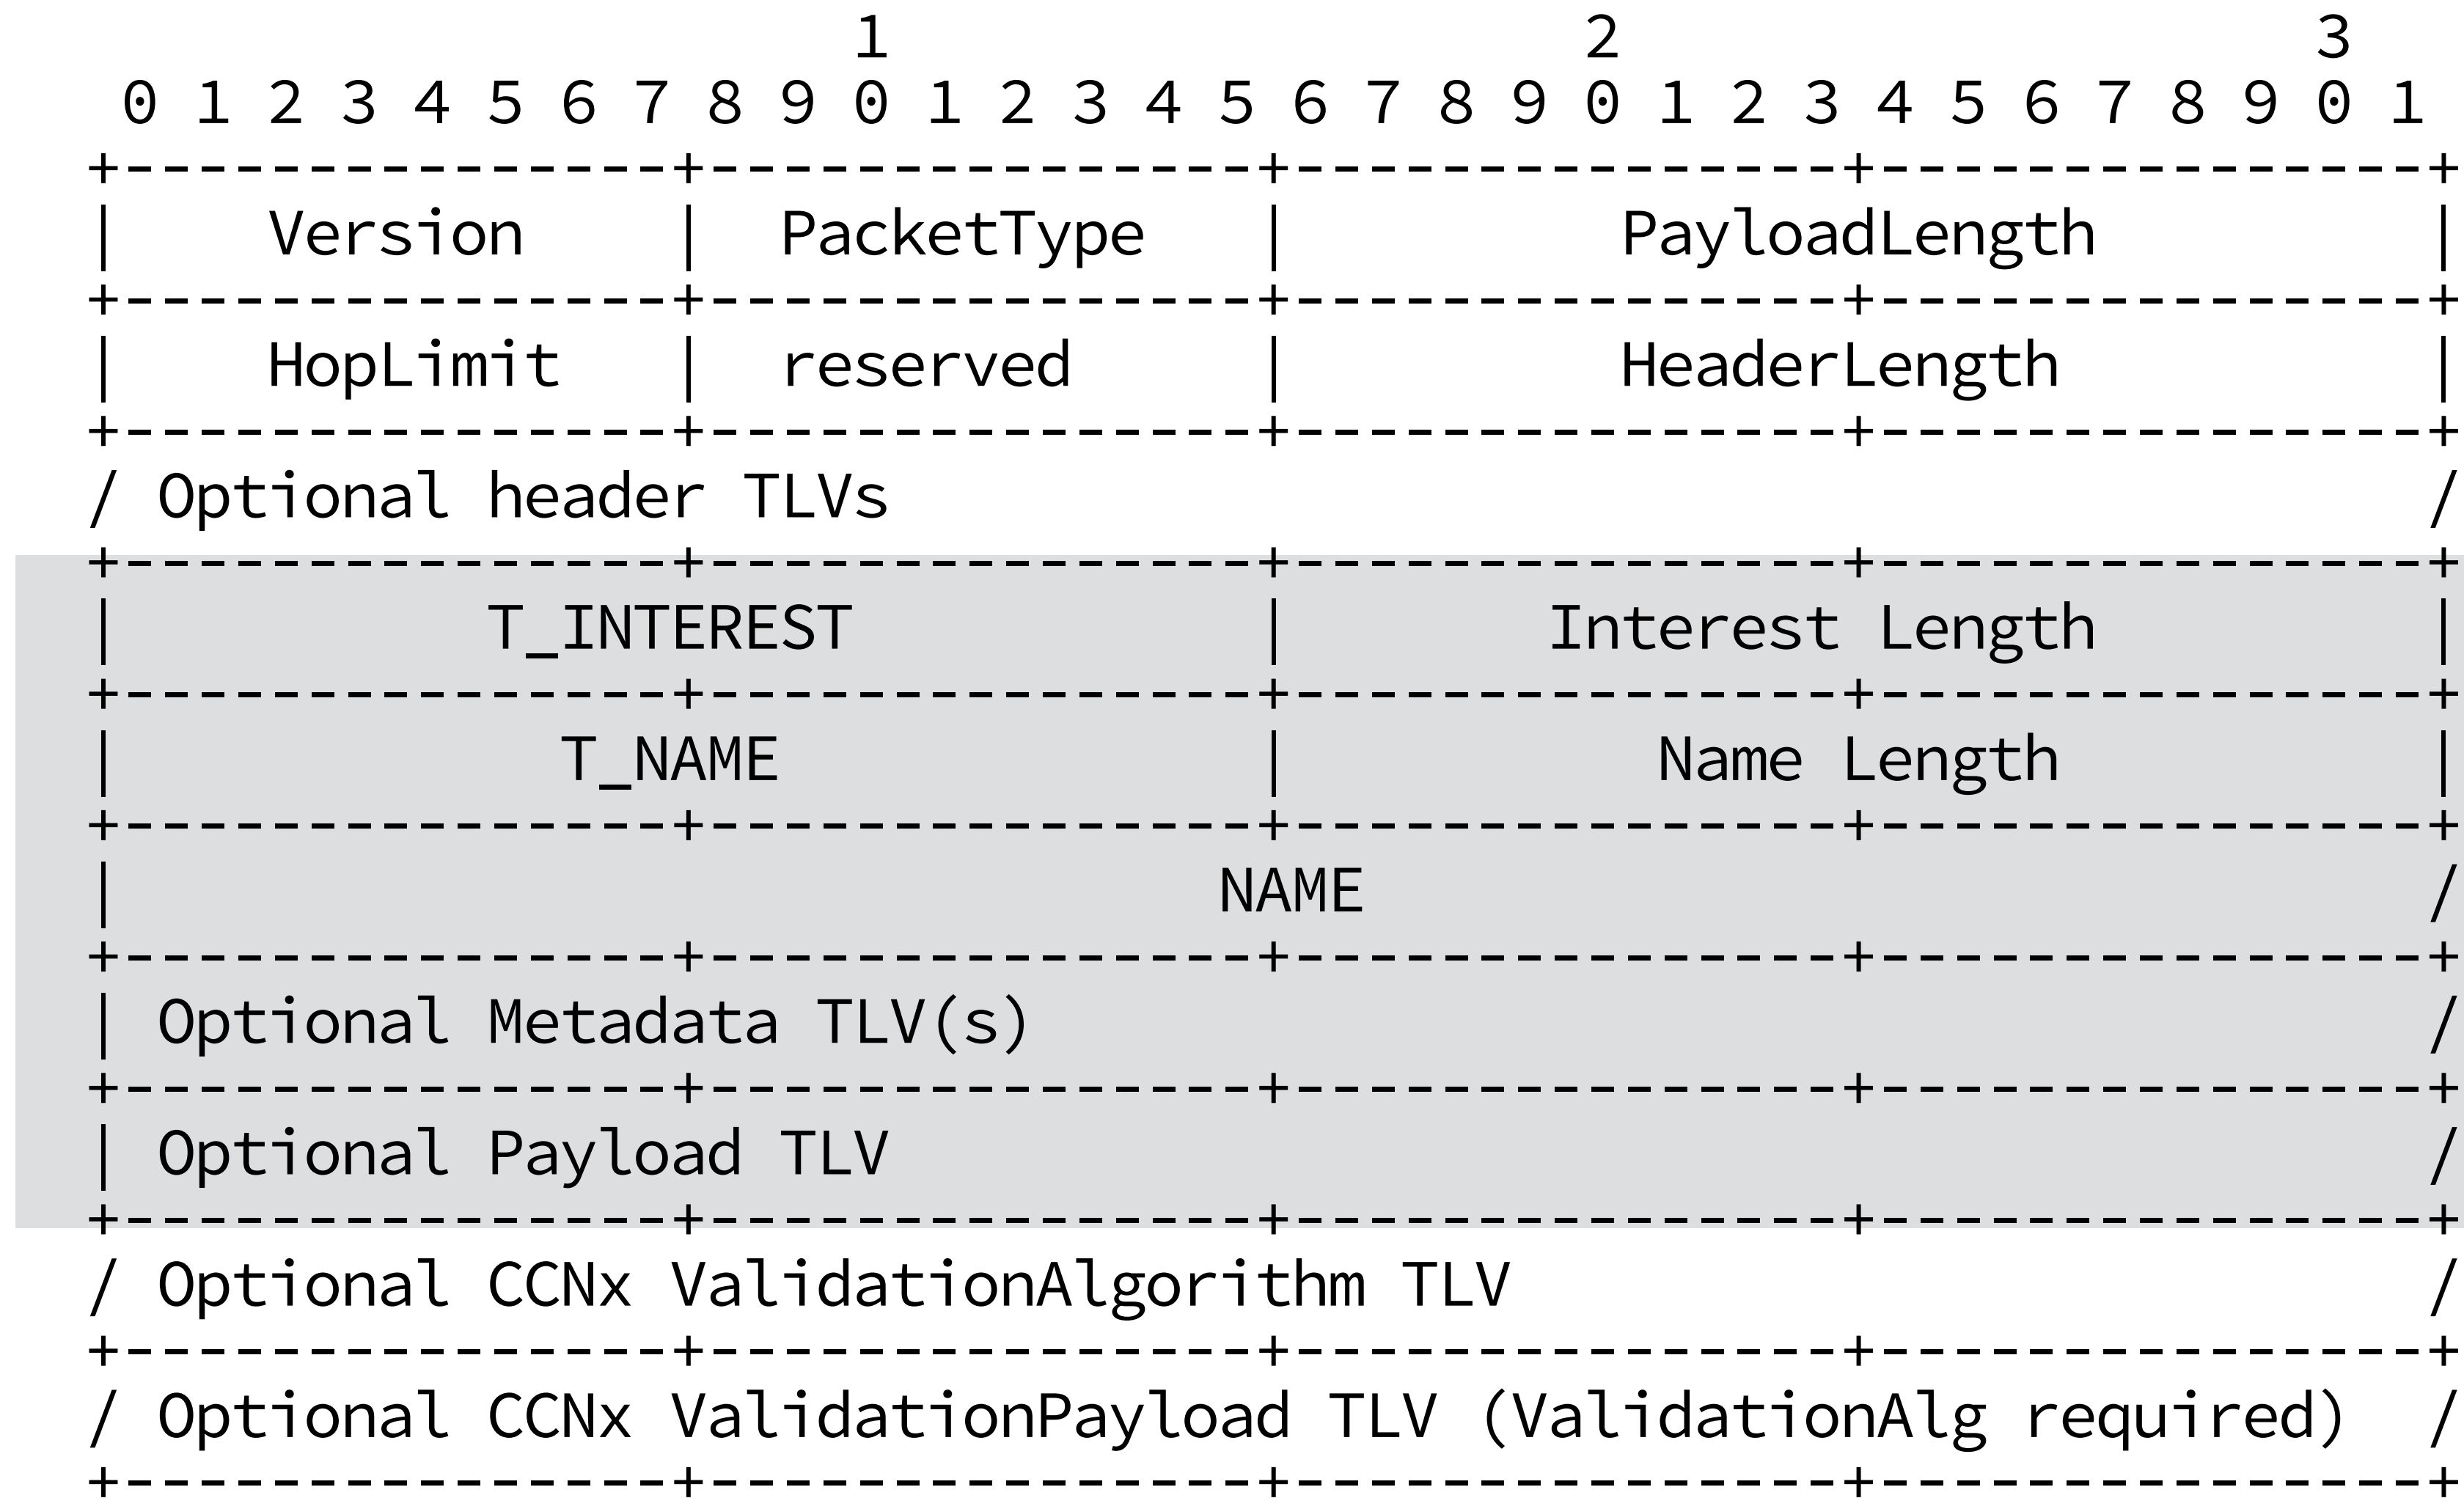 1                   2                   3
 0 1 2 3 4 5 6 7 8 9 0 1 2 3 4 5 6 7 8 9 0 1 2 3 4 5 6 7 8 9 0 1
+---------------+---------------+---------------+---------------+
|    Version    |  PacketType   |         PayloadLength         |
+---------------+---------------+---------------+---------------+
|    HopLimit   |  reserved     |         HeaderLength          |
+---------------+---------------+---------------+---------------+
/ Optional header TLVs                                          /
+---------------+---------------+---------------+---------------+
|          T_INTEREST           |       Interest Length         |
+---------------+---------------+---------------+---------------+
|            T_NAME             |          Name Length          |
+---------------+---------------+---------------+---------------+
|                              NAME                             /
+---------------+---------------+---------------+---------------+
| Optional Metadata TLV(s)                                      /
+---------------+---------------+---------------+---------------+
| Optional Payload TLV                                          /
+---------------+---------------+---------------+---------------+
/ Optional CCNx ValidationAlgorithm TLV                         /
+---------------+---------------+---------------+---------------+
/ Optional CCNx ValidationPayload TLV (ValidationAlg required)  /
+---------------+---------------+---------------+---------------+